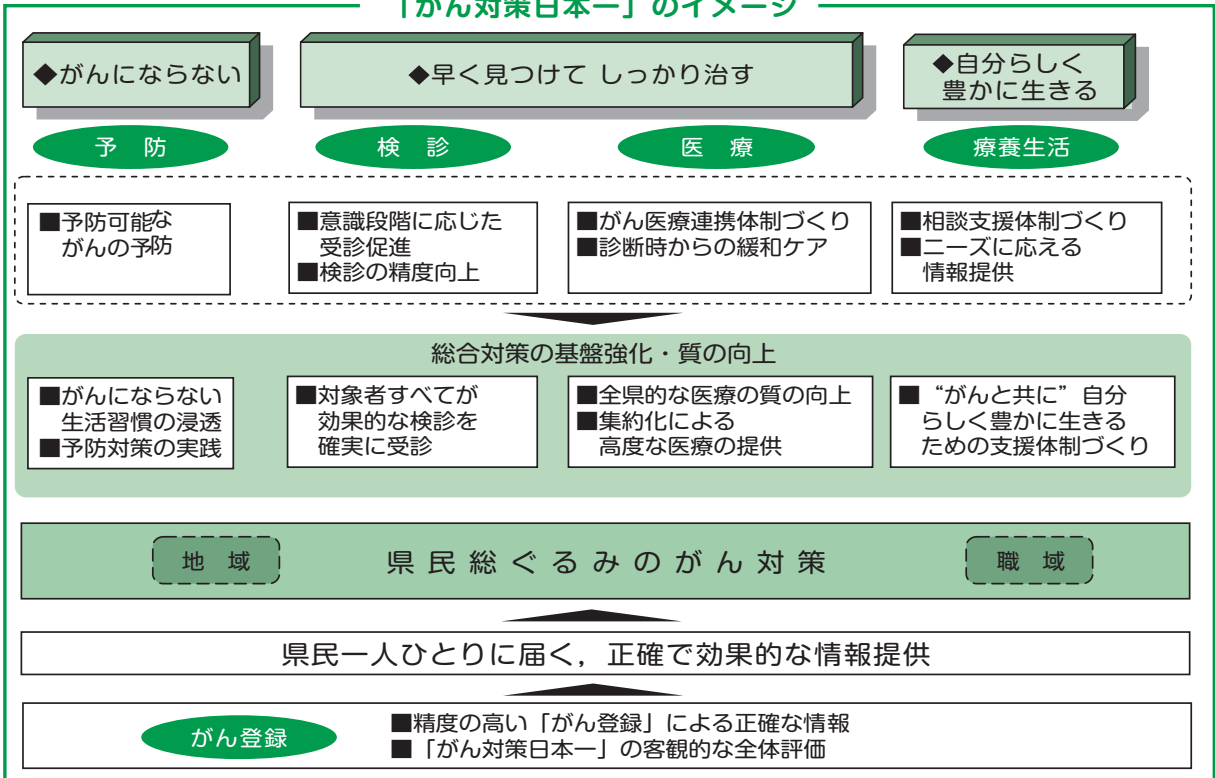 「がん対策日本一」のイメージ
◆がんにならない
◆早く見つけて しっかり治す
◆自分らしく
豊かに生きる
予 防
検 診
医 療
療養生活
■予防可能な
がんの予防
■意識段階に応じた
受診促進
■検診の精度向上
■がん医療連携体制づくり
■診断時からの緩和ケア
■相談支援体制づくり
■ニーズに応える
情報提供
総合対策の基盤強化・質の向上
■がんにならない
生活習慣の浸透
■予防対策の実践
■対象者すべてが
効果的な検診を
確実に受診
■全県的な医療の質の向上
■集約化による
高度な医療の提供
■“がんと共に”自分
らしく豊かに生きる
ための支援体制づくり
地 域
県民総ぐるみのがん対策
職 域
県民一人ひとりに届く，正確で効果的な情報提供
がん登録
■精度の高い「がん登録」による正確な情報
■「がん対策日本一」の客観的な全体評価